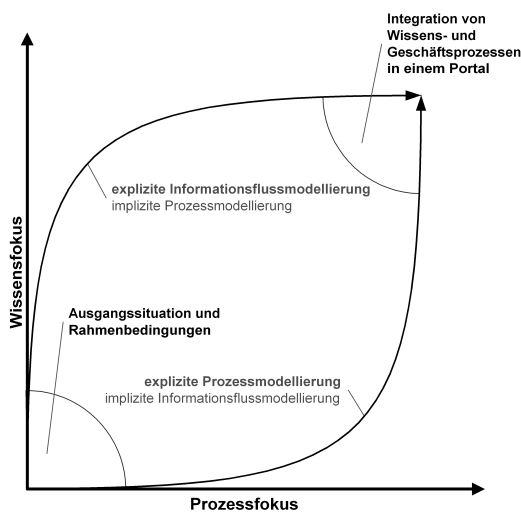 Integration von
Wissens- und
Geschäftsprozessen
in einem Portal
explizite Informationsflussmodellierung
implizite Prozessmodellierung
Wissensfokus
Ausgangssituation und
Rahmenbedingungen
explizite Prozessmodellierung
implizite Informationsflussmodellierung
Prozessfokus